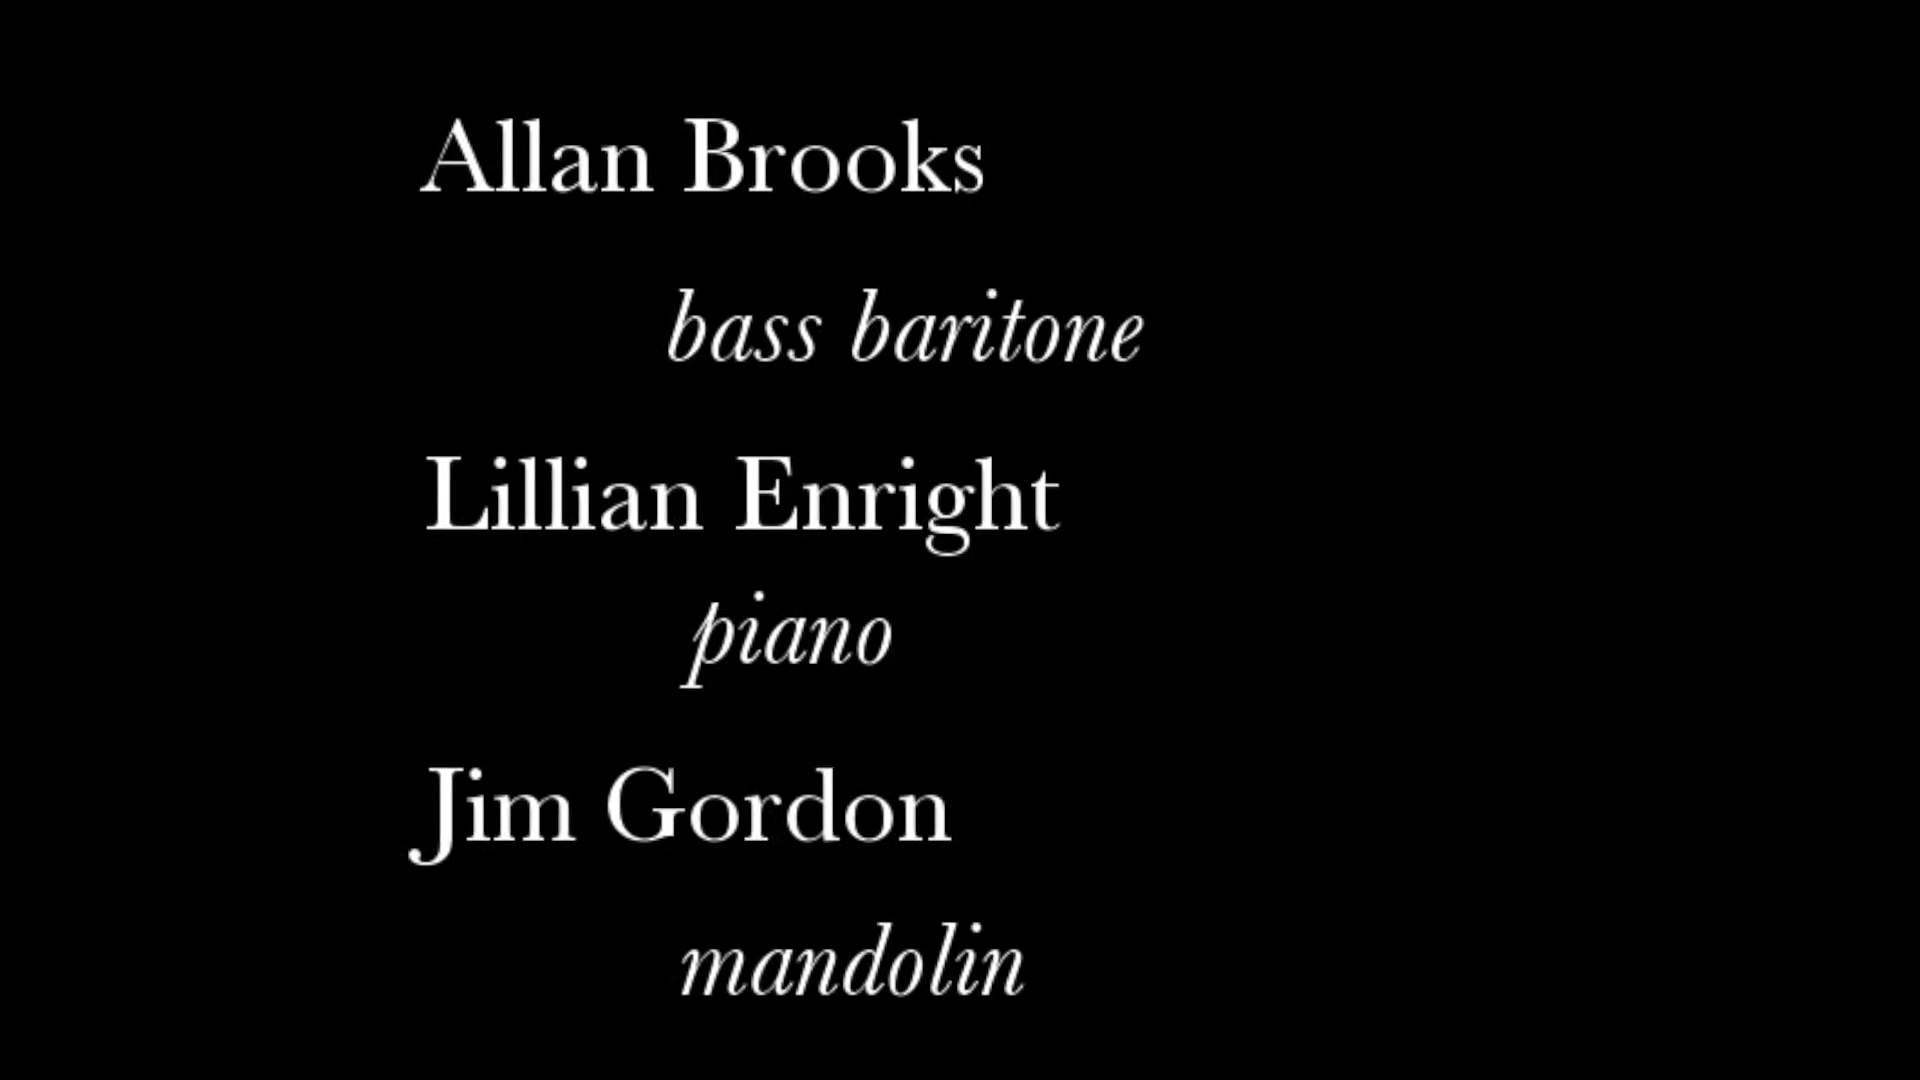 Allan Brooks
bass baritone
Lillian Enright
piano
Jim Gordon
mandolin